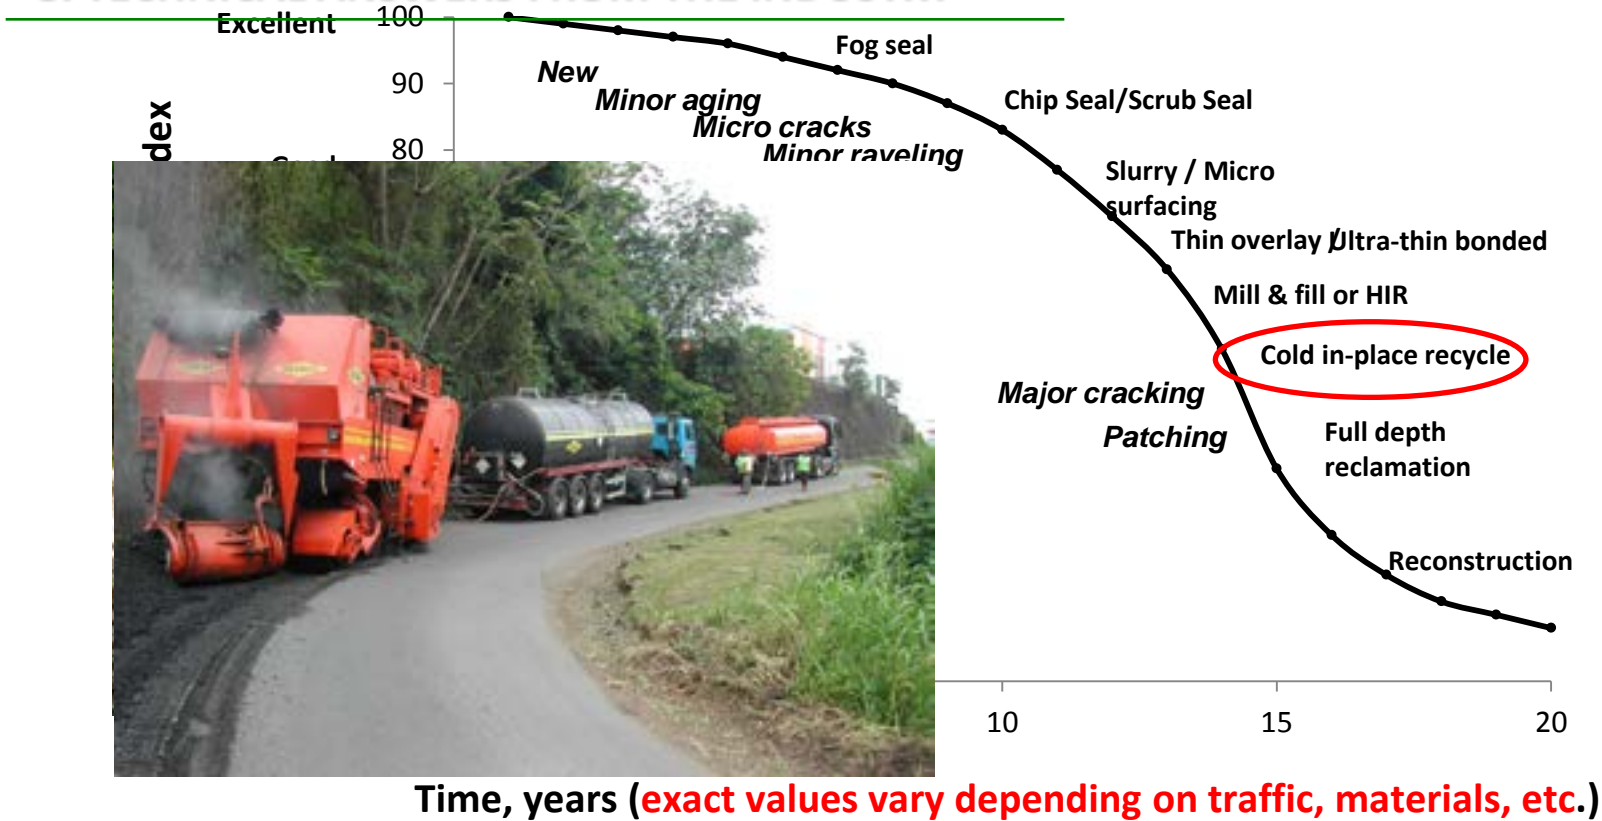 Excellent
100
Fog seal
New
90
Minor aging
Chip Seal/Scrub Seal
Micro cracks
80
Minor raveling
Slurry / Micro
surfacing
Thin overlay /
Ultra-thin bonded
Mill & fill or HIR
Cold in-place recycle
Major cracking
Patching
Full depth
reclamation
Reconstruction
10
15
20
Time, years (exact values vary depending on traffic, materials, etc.)